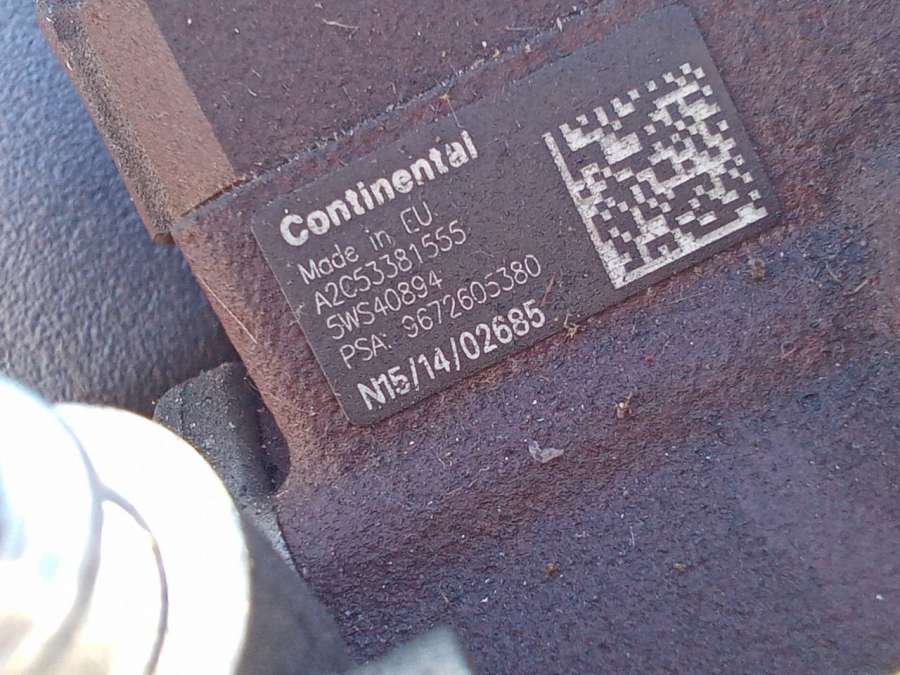 Continental
Made in EU
A2C53381555
5WS40894
PSA: 9672605380
N15/14/02685